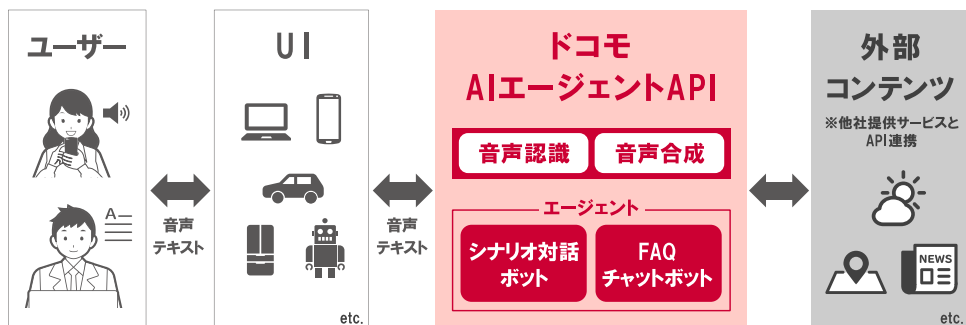 ユーザー
A
音声
テキスト
UI
etc.
音声
テキスト
ドコモ
AIエージェントAPI
音声認識
音声合成
エージェント
シナリオ対話
ボット
FAQ
チャットボット
外部
コンテンツ
※他社提供サービスと
API連携
NEWS
etc.